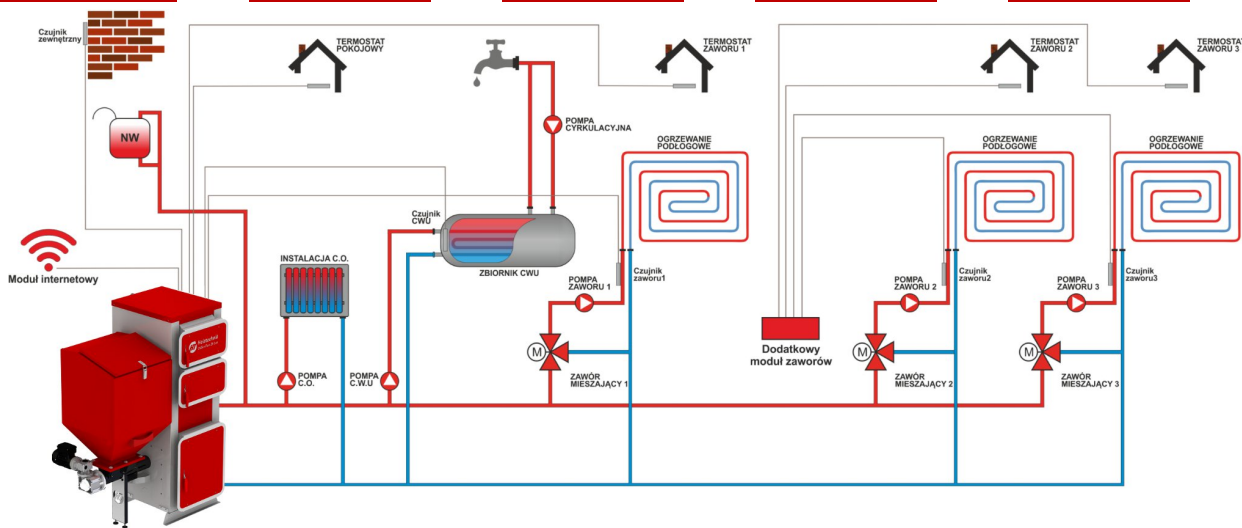 Czujnik
zewnętrzny
TERMOSTAT
POKOJOWY
TERMOSTAT
ZAWORU 1
TERMOSTAT
ZAWORU 2
TERMOSTAT
ZAWORU 3
NW
POMPA
CYRKULACYJNA
OGRZEWANIE
PODŁOGOWE
OGRZEWANIE
PODŁOGOWE
OGRZEWANIE
PODŁOGOWE
Czujnik
CWU
Moduł internetowy
INSTALACJA C.O.
ZBIORNIK CWU
POMPA
ZAWORU 1
Czujnik
zaworu1
POMPA
ZAWORU 2
Czujnik
zaworu2
POMPA
ZAWORU 3
Czujnik
zaworu3
Dodatkowy
moduł zaworów
M
M
M
POMPA
C.O.
POMPA
C.W.U
ZAWÓR
MIESZAJĄCY 1
ZAWÓR
MIESZAJĄCY 2
ZAWÓR
MIESZAJĄCY 3